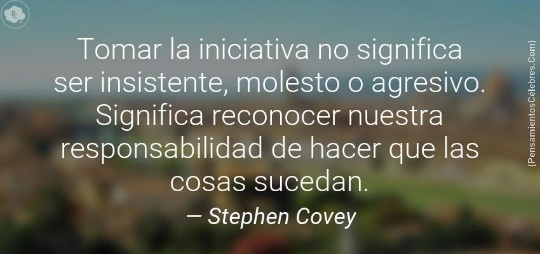 Tomar la iniciativa no significa
ser insistente, molesto o agresivo.
Significa reconocer nuestra
responsabilidad de hacer que las
cosas sucedan.
— Stephen Covey
{PensamientosCélebres.Com}